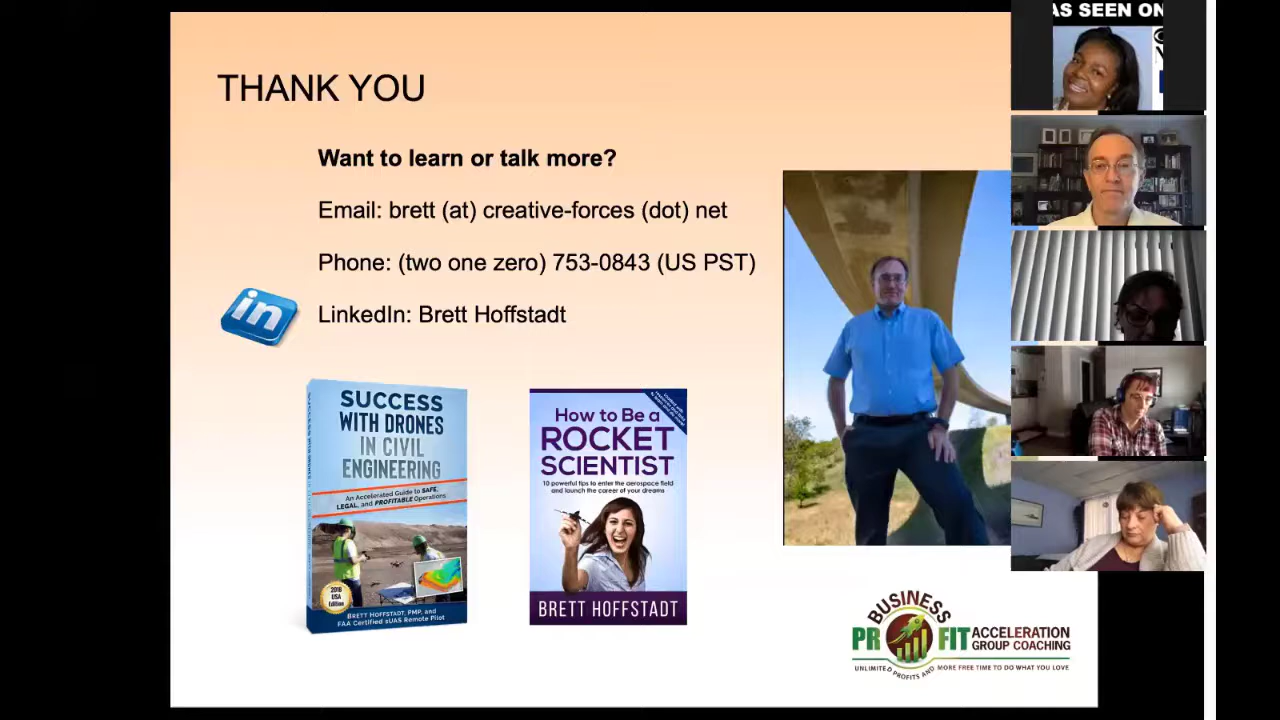 AS SEEN ON
THANK YOU
Want to learn or talk more?
Email: brett (at) creative-forces (dot) net
Phone: (two one zero) 753-0843 (US PST)
in
LinkedIn: Brett Hoffstadt
SUCCESS
WITH DRONES
IN CIVIL
ENGINEERING
An Accelerated Guide to SAFE,
LEGAL, and PROFITABLE Operations
2018
USA
Edition
BRETT HOFFSTADT, PMP, and
FAA Certified sUAS Remote Pilot
How to Be a
ROCKET
SCIENTIST
10 powerful tips to enter the aerospace field
and launch the career of your dreams
BRETT HOFFSTADT
BUSINESS
PROFIT ACCELERATION
GROUP COACHING
UNLIMITED PROFITS AND MORE FREE TIME TO DO WHAT YOU LOVE